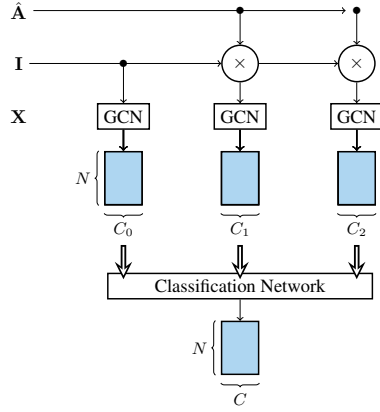 Â
I × ×
X GCN GCN GCN
N
C₀ C₁ C₂
Classification Network
N
C